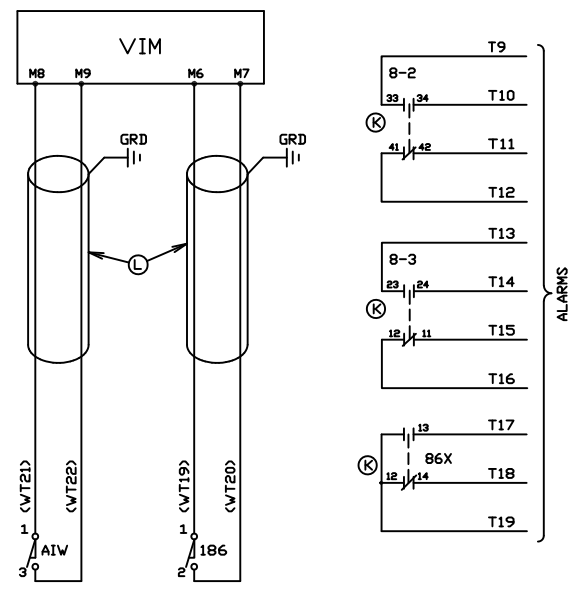 VIM
M8 M9 M6 M7
GRD GRD
L
(WT21) (WT22) (WT19) (WT20)
1 1
AIW 186
3 2
T9
8-2
33 34 T10
K
41 42 T11
T12
T13
8-3
23 24 T14
K
12 11 T15
T16
13 T17
K 86X
12 14 T18
T19
ALARMS